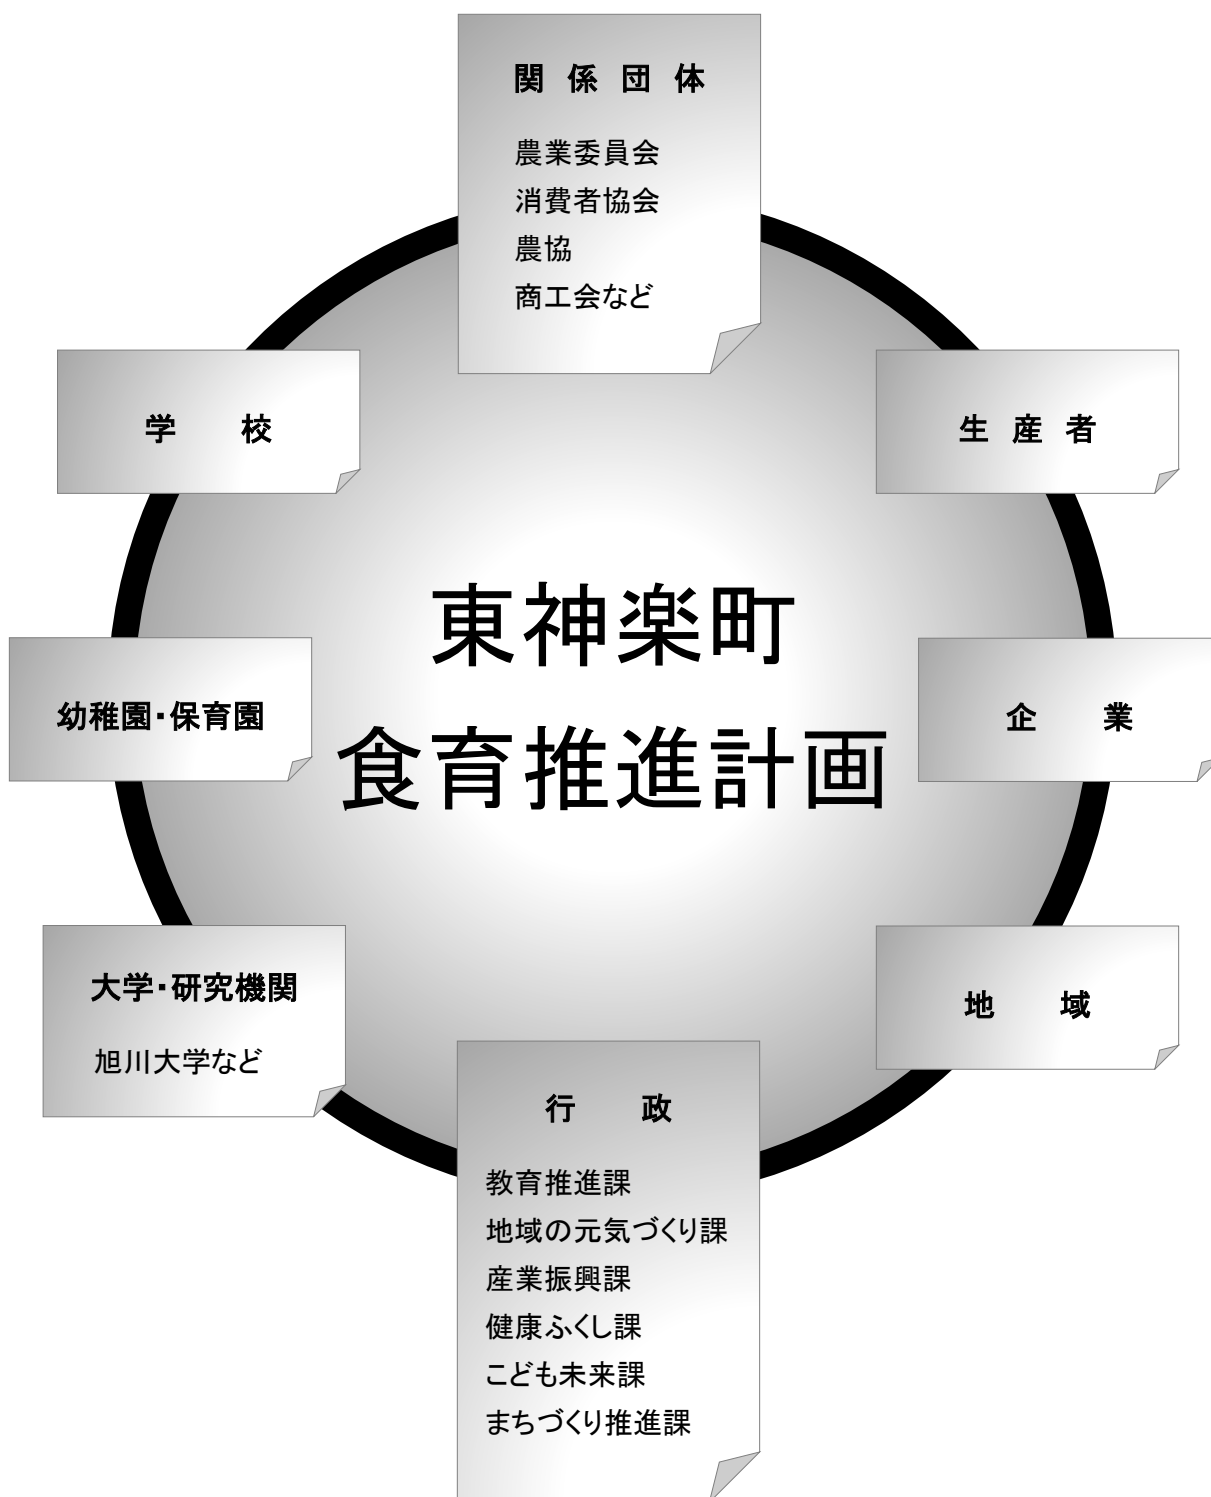 関係団体
農業委員会
消費者協会
農協
商工会など
学校
生産者
東神楽町
食育推進計画
幼稚園・保育園
企業
大学・研究機関
旭川大学など
地域
行政
教育推進課
地域の元気づくり課
産業振興課
健康ふくし課
こども未来課
まちづくり推進課